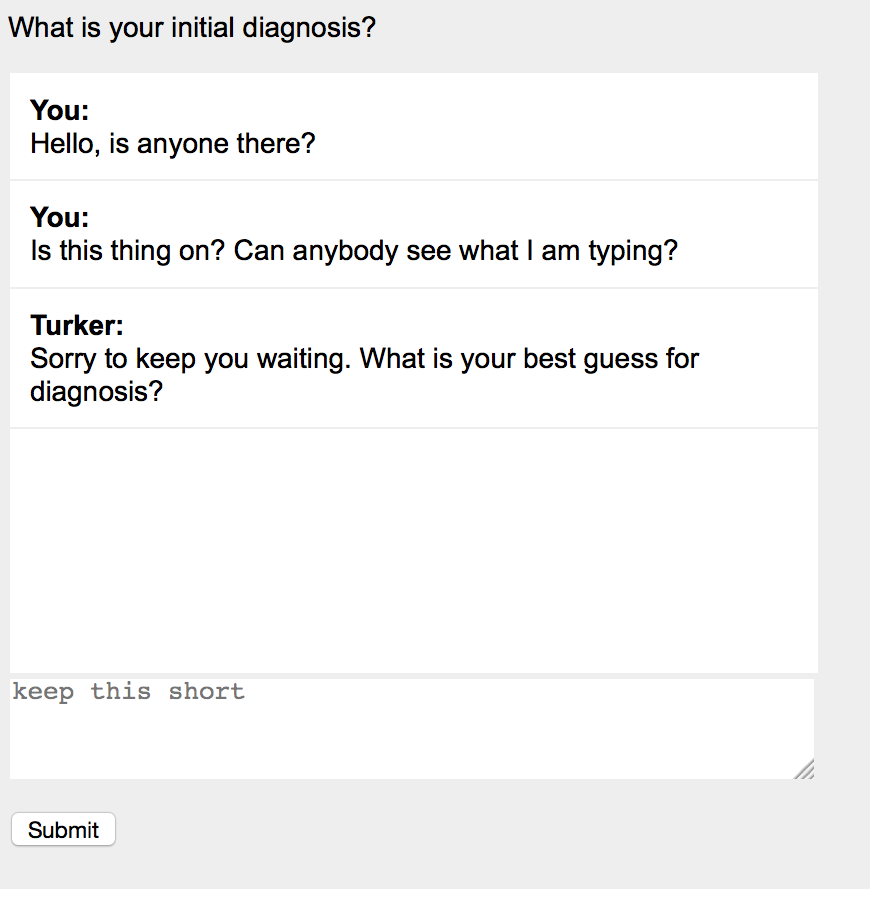 What is your initial diagnosis?
You:
Hello, is anyone there?
You:
Is this thing on? Can anybody see what I am typing?
Turker:
Sorry to keep you waiting. What is your best guess for
diagnosis?
keep this short
Submit